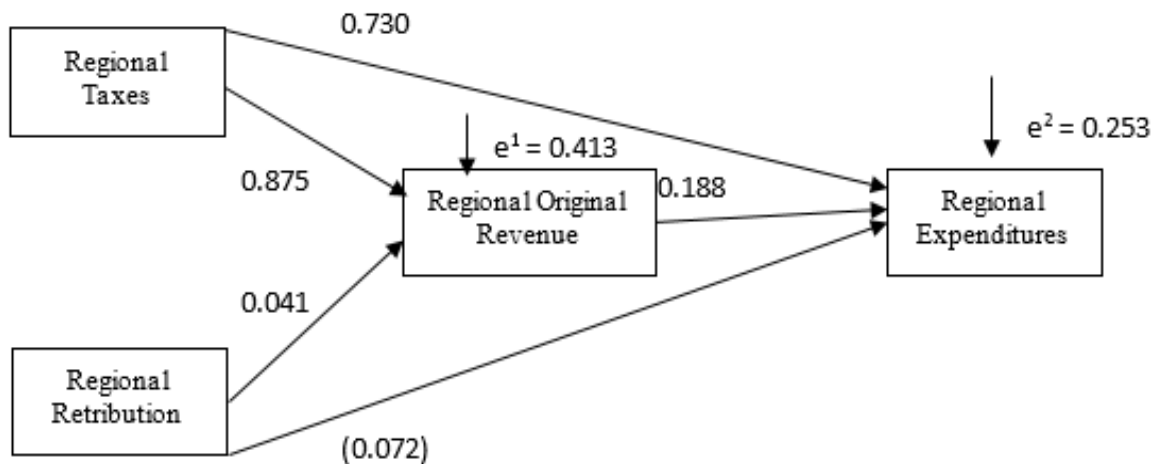 0.730
Regional
Taxes
e² = 0.253
e¹ = 0.413
0.875
0.188
Regional Original
Revenue
Regional
Expenditures
0.041
Regional
Retribution
(0.072)